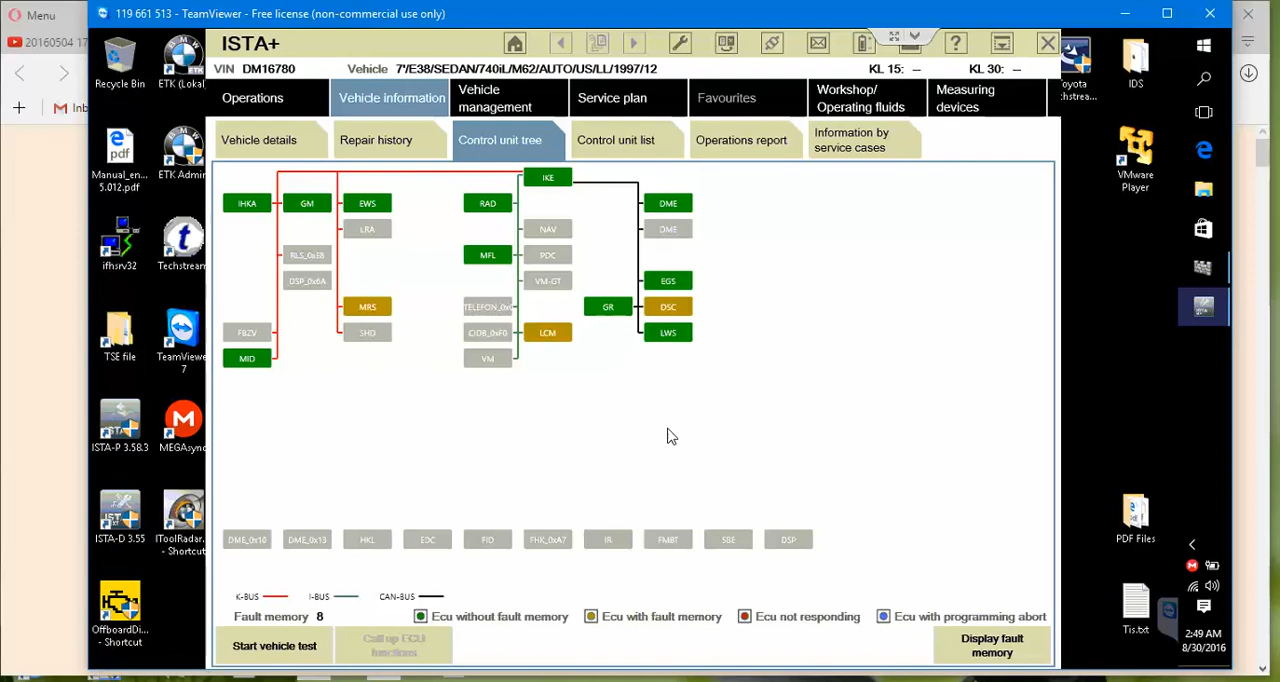 Menu
119 661 513 - TeamViewer - Free license (non-commercial use only)
20160504 17
Inb
Recycle Bin
ETK (Lokal)
Manual_en...
5.012.pdf
ETK Admin
ifhsrv32
Techstream
TSE file
TeamViewer
7
ISTA-P 3.58.3
MEGAsync
ISTA-D 3.55
IToolRadar...
- Shortcut
OffboardDi...
- Shortcut
ISTA+
VIN DM16780 Vehicle 7'/E38/SEDAN/740iL/M62/AUTO/US/LL/1997/12 KL 15: -- KL 30: --
Operations Vehicle information Vehicle management Service plan Favourites Workshop/ Operating fluids Measuring devices
Vehicle details Repair history Control unit tree Control unit list Operations report Information by service cases
IKE
IHKA GM EWS RAD DME
LRA NAV DME
RLS_0xE8 MFL PDC
DSP_0x6A VM-GT EGS
MRS GR DSC
FBZV SHD CIDB_0xF0 LCM LWS
MID VM
DME_0x10 DME_0x13 HKL EDC FID FHK_0xA7 IR FMBT SBE DSP
K-BUS I-BUS CAN-BUS
Fault memory 8 Ecu without fault memory Ecu with fault memory Ecu not responding Ecu with programming abort
Start vehicle test Call up ECU functions Display fault memory
Toyota
Techstrea...
IDS
VMware
Player
PDF Files
Tis.txt
2:49 AM
8/30/2016